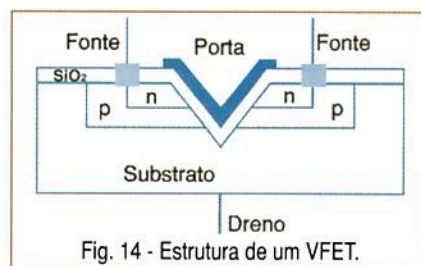 Fonte Porta Fonte
SiO₂
p n n p
Substrato
Dreno
Fig. 14 - Estrutura de um VFET.